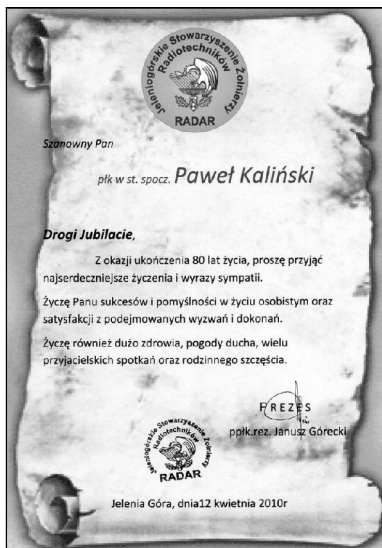 Jeleniogórskie Stowarzyszenie Żołnierzy
Radiotechników
RADAR
Szanowny Pan
płk w st. spocz. Paweł Kaliński
Drogi Jubilacie,
Z okazji ukończenia 80 lat życia, proszę przyjąć
najserdeczniejsze życzenia i wyrazy sympatii.
Życzę Panu sukcesów i pomyślności w życiu osobistym oraz
satysfakcji z podejmowanych wyzwań i dokonań.
Życzę również dużo zdrowia, pogody ducha, wielu
przyjacielskich spotkań oraz rodzinnego szczęścia.
PREZES
ppłk.rez. Janusz Górecki
Jeleniogórskie Stowarzyszenie Żołnierzy
Radiotechników
RADAR
Jelenia Góra, dnia12 kwietnia 2010r